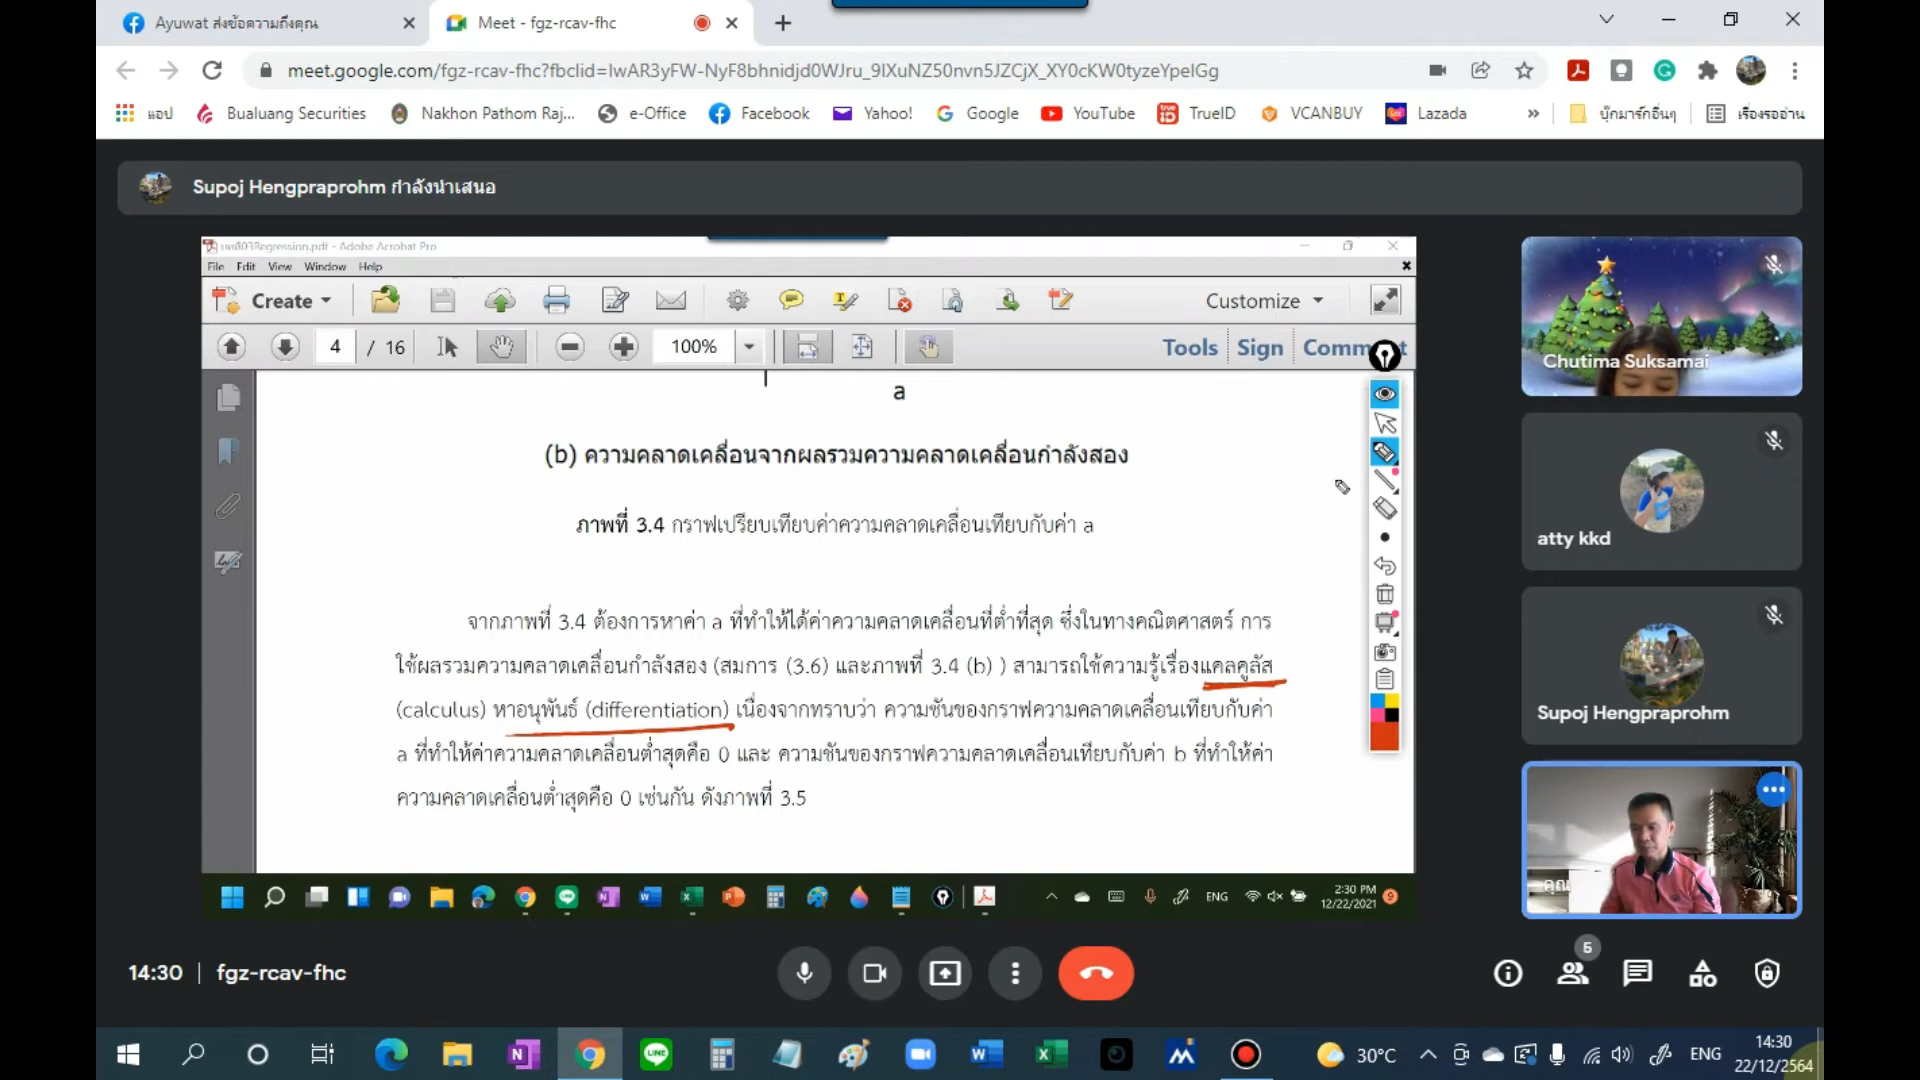 Ayuwat ส่งข้อความถึงคุณ
Meet - fgz-rcav-fhc
meet.google.com/fgz-rcav-fhc?fbclid=IwAR3yFW-NyF8bhnidjd0WJru_9IXuNZ50nvn5JZCjX_XY0cKW0tyzeYpeIGg
แอป Bualuang Securities Nakhon Pathom Raj... e-Office Facebook Yahoo! Google YouTube TrueID VCANBUY Lazada » บุ๊กมาร์กอื่นๆ เรื่องรออ่าน
Supoj Hengpraprohm กำลังนำเสนอ
บทที่03Regression.pdf - Adobe Acrobat Pro
File Edit View Window Help
Create Customize
4 / 16 100% Tools Sign
a
(b) ความคลาดเคลื่อนจากผลรวมความคลาดเคลื่อนกำลังสอง
ภาพที่ 3.4 กราฟเปรียบเทียบค่าความคลาดเคลื่อนเทียบกับค่า a
จากภาพที่ 3.4 ต้องการหาค่า a ที่ทำให้ได้ค่าความคลาดเคลื่อนที่ต่ำที่สุด ซึ่งในทางคณิตศาสตร์ การ
ใช้ผลรวมความคลาดเคลื่อนกำลังสอง (สมการ (3.6) และภาพที่ 3.4 (b) ) สามารถใช้ความรู้เรื่องแคลคูลัส
(calculus) หาอนุพันธ์ (differentiation) เนื่องจากทราบว่า ความชันของกราฟความคลาดเคลื่อนเทียบกับค่า
a ที่ทำให้ค่าความคลาดเคลื่อนต่ำสุดคือ 0 และ ความชันของกราฟความคลาดเคลื่อนเทียบกับค่า b ที่ทำให้ค่า
ความคลาดเคลื่อนต่ำสุดคือ 0 เช่นกัน ดังภาพที่ 3.5
Chutima Suksamai
atty kkd
Supoj Hengpraprohm
คุณ
ENG 2:30 PM 9
12/22/2021
14:30 | fgz-rcav-fhc
5
30°C ENG 14:30
22/12/2564